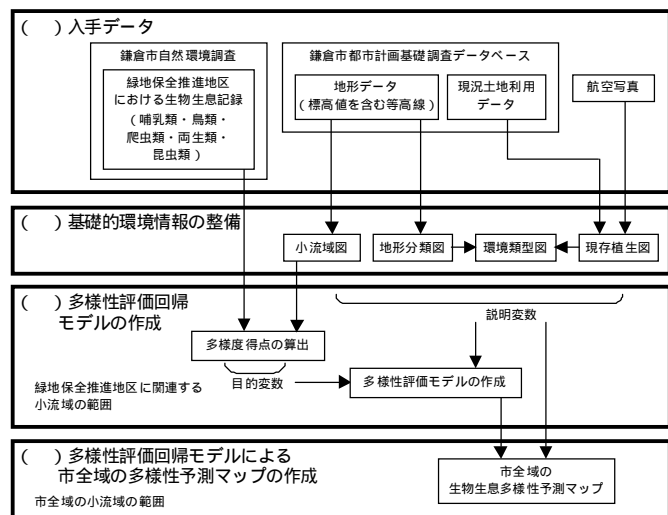 (　) 入手データ
鎌倉市自然環境調査
緑地保全推進地区
における生物生息記録
(哺乳類・鳥類・
爬虫類・両生類・
昆虫類)
鎌倉市都市計画基礎調査データベース
地形データ
(標高値を含む等高線)
現況土地利用
データ
航空写真
(　) 基礎的環境情報の整備
小流域図
地形分類図
環境類型図
現存植生図
(　) 多様性評価回帰
モデルの作成
説明変数
多様度得点の算出
目的変数
多様性評価モデルの作成
緑地保全推進地区に関連する
小流域の範囲
(　) 多様性評価回帰モデルによる
市全域の多様性予測マップの作成
市全域の小流域の範囲
市全域の
生物生息多様性予測マップ